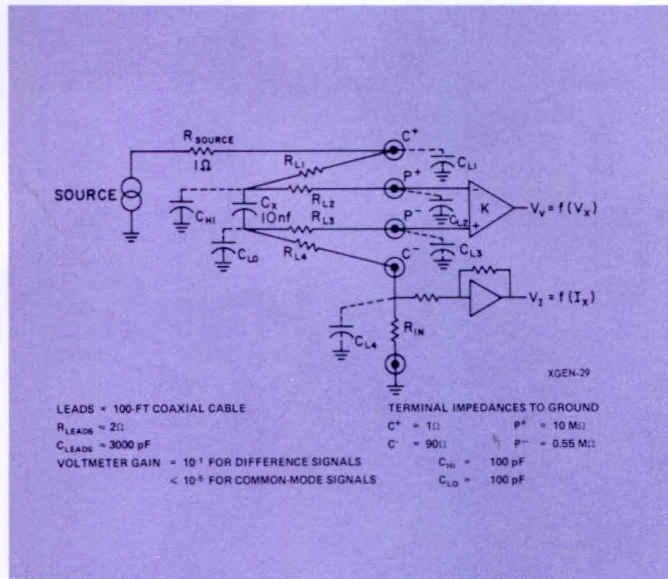 R SOURCE
1Ω
C+
R L1
C L1
SOURCE
P+
R L2
C HI
C X
10nf
C L2
K
-
+
V V = f (V X)
R L3
P-
C LO
R L4
C L3
C-
V I = f (I X)
C L4
R IN
XGEN-29
LEADS = 100-FT COAXIAL CABLE
R LEADS = 2Ω
C LEADS = 3000 pF
VOLTMETER GAIN = 10⁻¹ FOR DIFFERENCE SIGNALS
< 10⁻⁵ FOR COMMON-MODE SIGNALS
TERMINAL IMPEDANCES TO GROUND
C+ = 1Ω P+ = 10 MΩ
C- = 90Ω P- = 0.55 MΩ
C HI = 100 pF
C LO = 100 pF